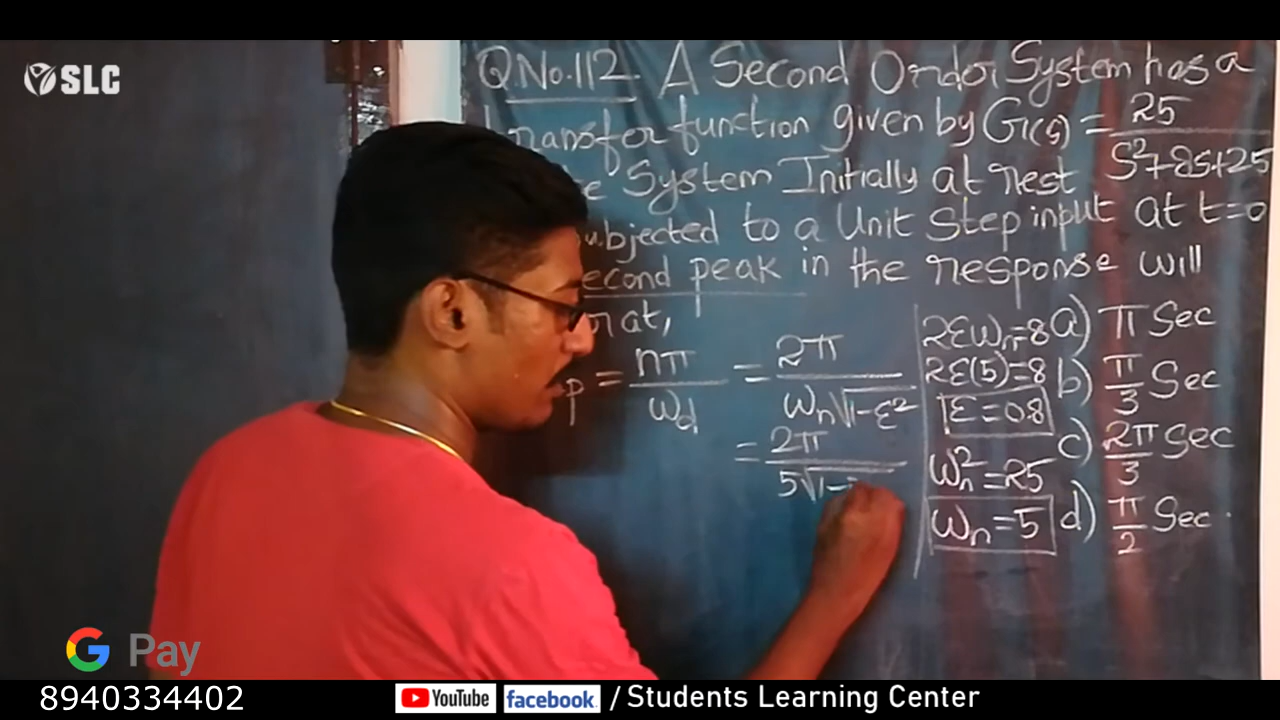 SLC
Q.No.112. A Second Order System has a
transfer function given by G(s) = 25
S²+8s+25
System Initially at rest
subjected to a Unit Step input at t=0
second peak in the response will
at,
p = nπ / ωd = 2π / ωn√1-ε²
= 2π / 5√1-
2εωn=8
2ε(5)=8
ε=0.8
ωn²=25
ωn=5
a) π Sec
b) π/3 Sec
c) 2π/3 Sec
d) π/2 Sec.
G Pay
8940334402
YouTube facebook / Students Learning Center